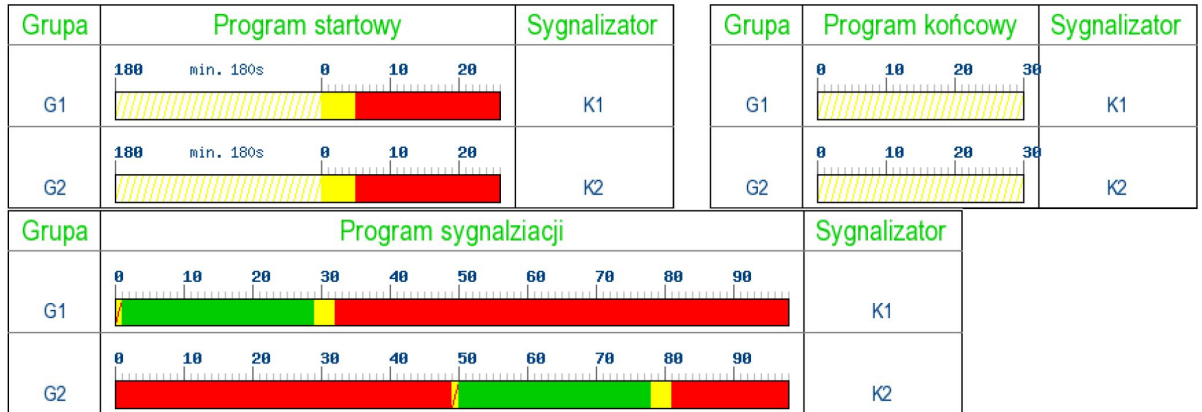 Grupa Program startowy Sygnalizator
180 min. 180s 0 10 20
G1 K1
180 min. 180s 0 10 20
G2 K2
Grupa Program końcowy Sygnalizator
0 10 20 30
G1 K1
0 10 20 30
G2 K2
Grupa Program sygnalziacji Sygnalizator
0 10 20 30 40 50 60 70 80 90
G1 K1
0 10 20 30 40 50 60 70 80 90
G2 K2